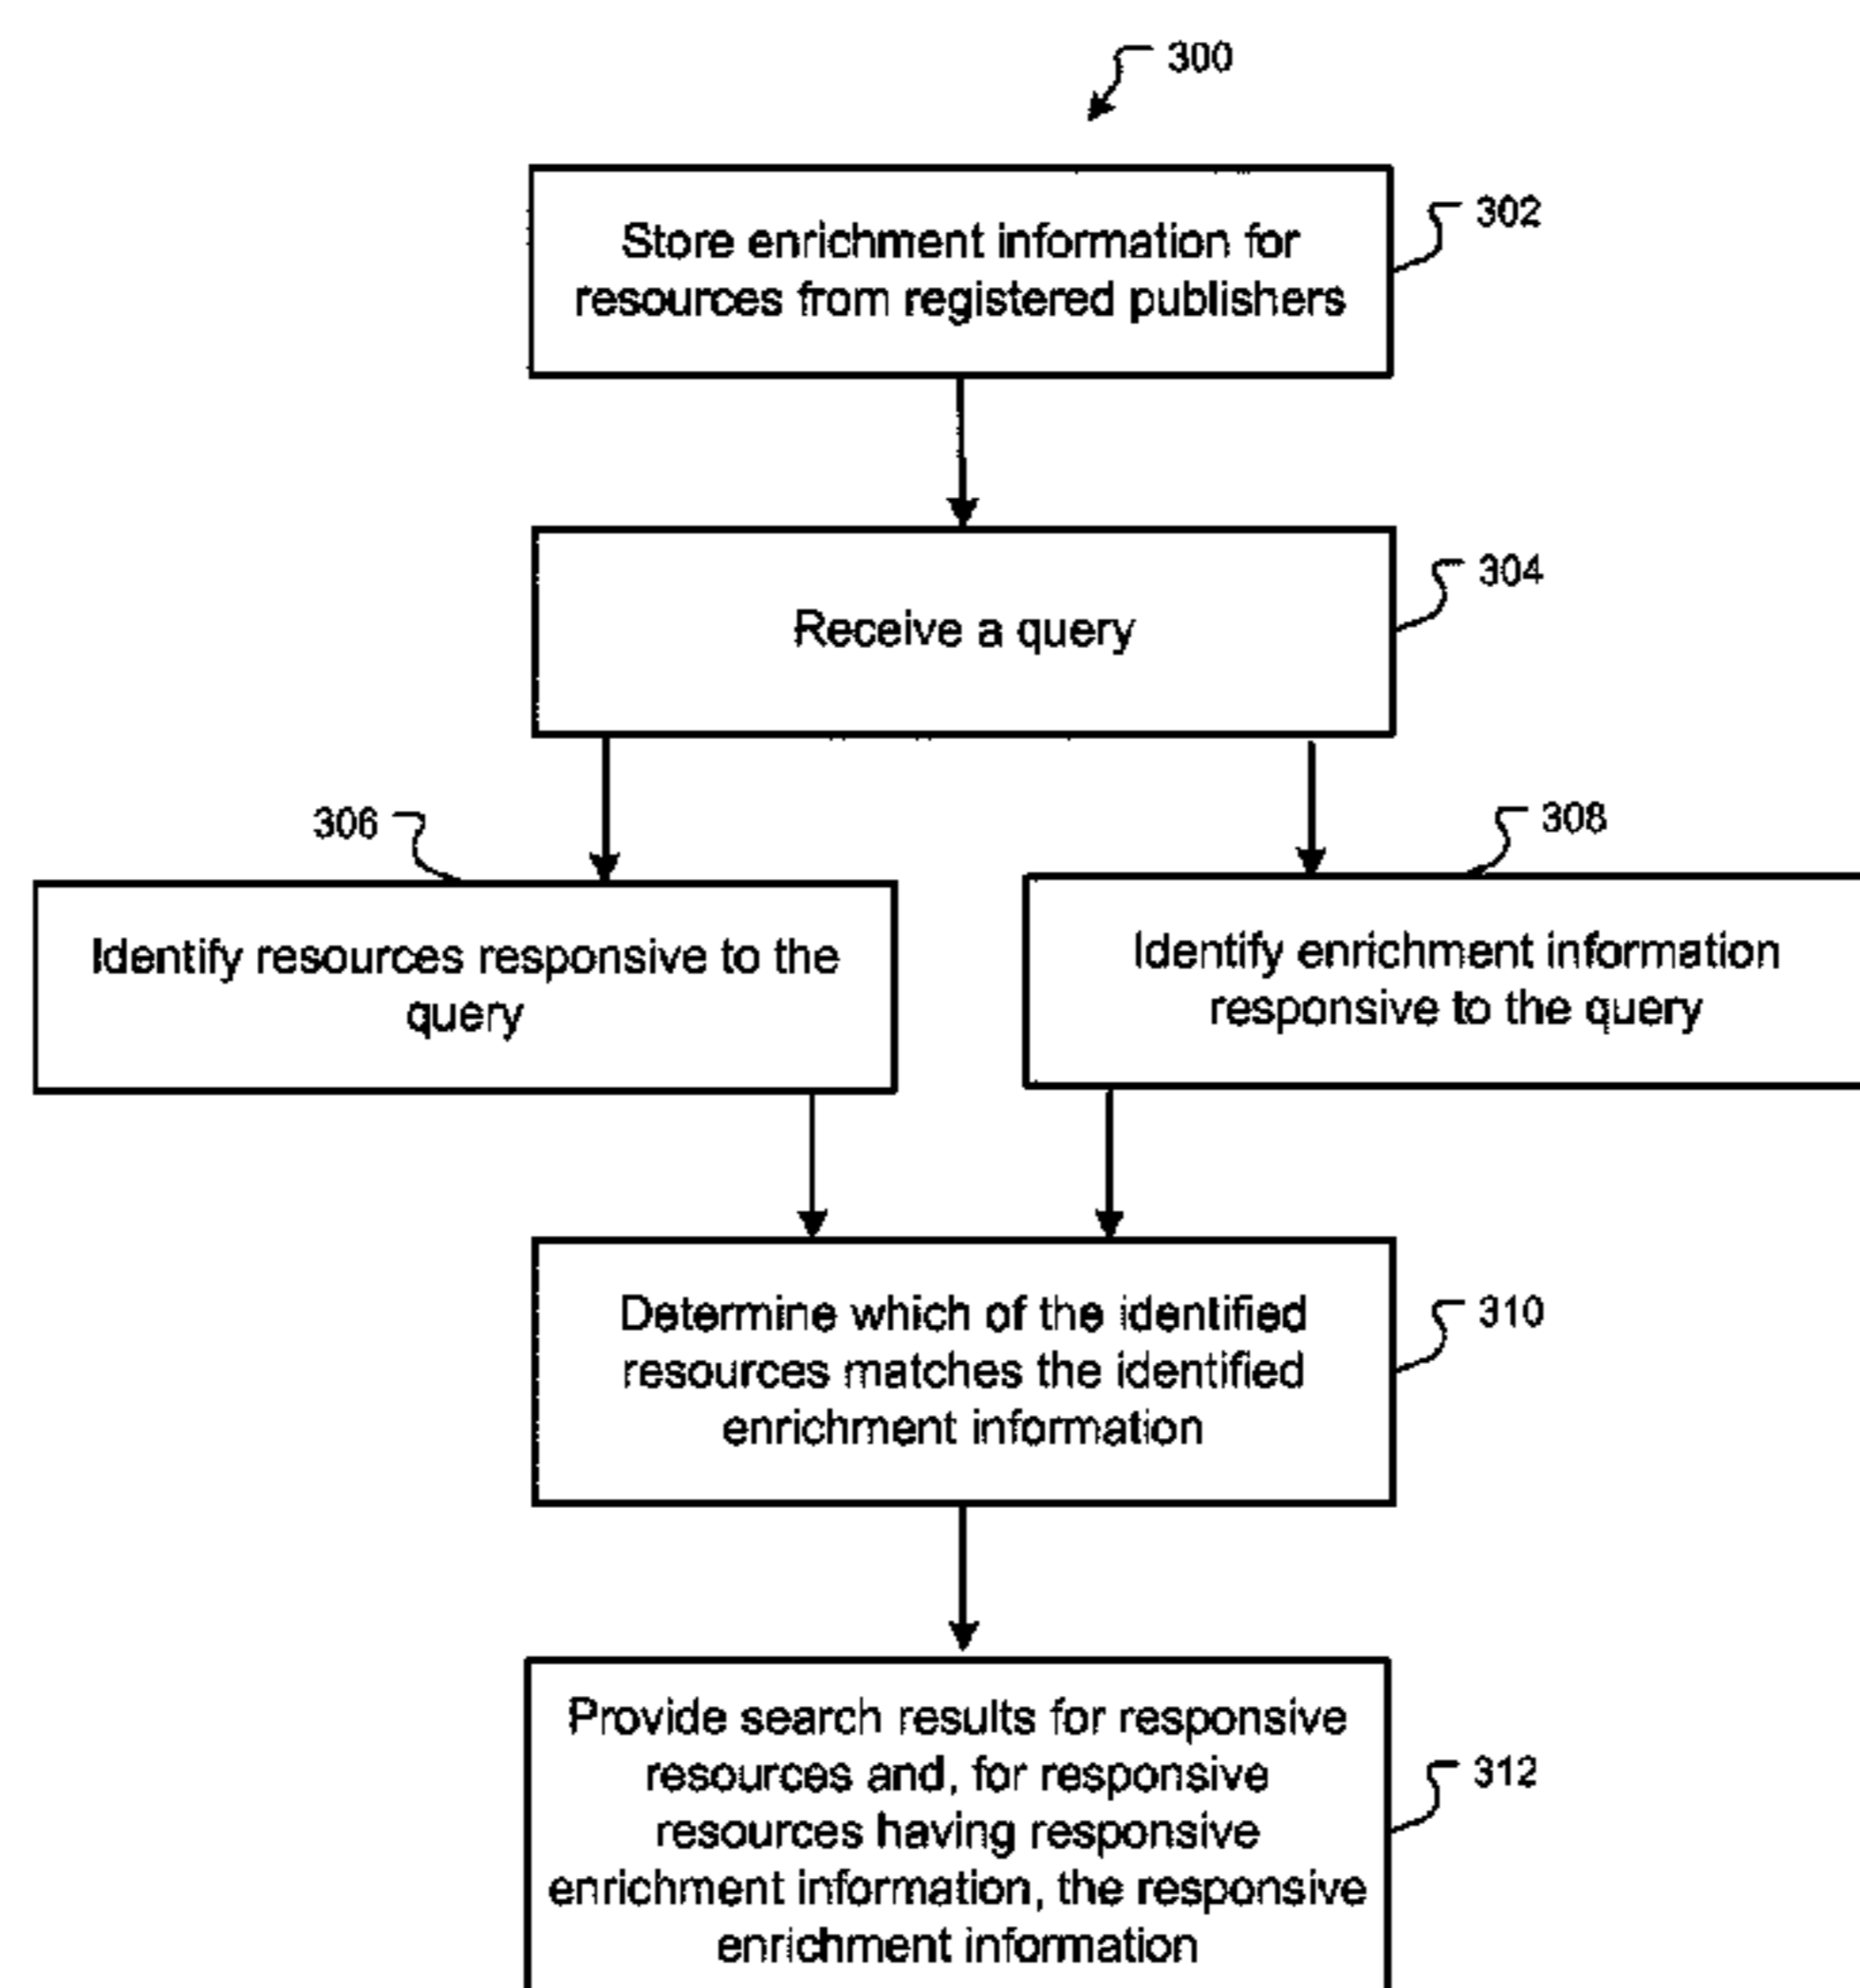 300
302
Store enrichment information for
resources from registered publishers
304
Receive a query
306
308
Identify resources responsive to the
query
Identify enrichment information
responsive to the query
310
Determine which of the identified
resources matches the identified
enrichment information
312
Provide search results for responsive
resources and, for responsive
resources having responsive
enrichment information, the responsive
enrichment information